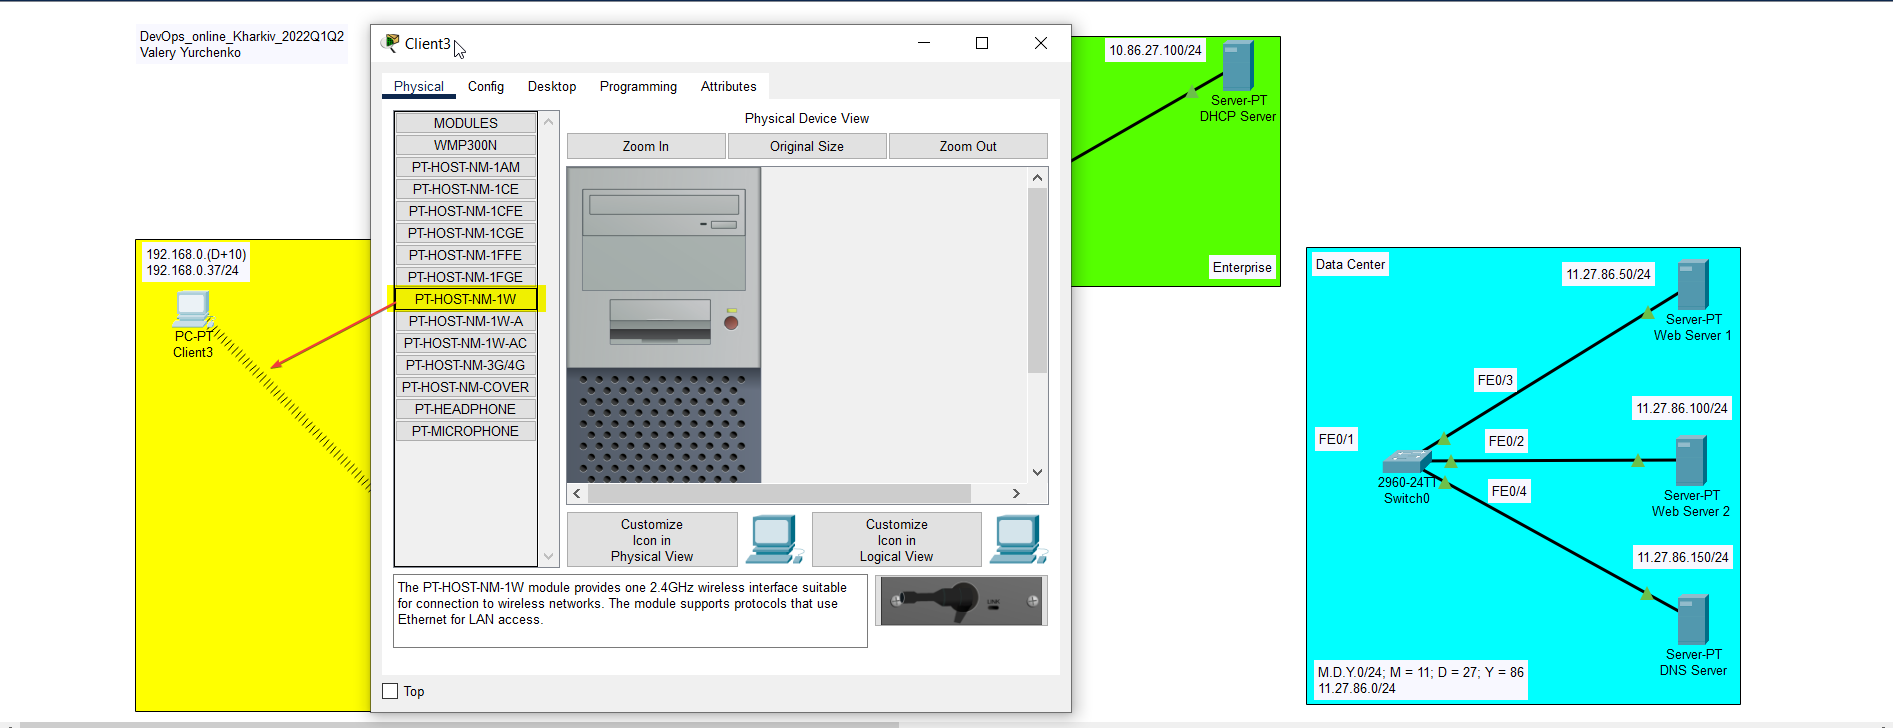 DevOps_online_Kharkiv_2022Q1Q2
Valery Yurchenko
Client3
Physical
Config
Desktop
Programming
Attributes
MODULES
WMP300N
PT-HOST-NM-1AM
PT-HOST-NM-1CE
PT-HOST-NM-1CFE
PT-HOST-NM-1CGE
PT-HOST-NM-1FFE
PT-HOST-NM-1FGE
PT-HOST-NM-1W
PT-HOST-NM-1W-A
PT-HOST-NM-1W-AC
PT-HOST-NM-3G/4G
PT-HOST-NM-COVER
PT-HEADPHONE
PT-MICROPHONE
Physical Device View
Zoom In
Original Size
Zoom Out
Customize
Icon in
Physical View
Customize
Icon in
Logical View
The PT-HOST-NM-1W module provides one 2.4GHz wireless interface suitable
for connection to wireless networks. The module supports protocols that use
Ethernet for LAN access.
LINK
Top
192.168.0.(D+10)
192.168.0.37/24
PC-PT
Client3
10.86.27.100/24
Server-PT
DHCP Server
Enterprise
Data Center
11.27.86.50/24
Server-PT
Web Server 1
FE0/3
11.27.86.100/24
FE0/1
FE0/2
2960-24TT
Switch0
FE0/4
Server-PT
Web Server 2
11.27.86.150/24
Server-PT
DNS Server
M.D.Y.0/24; M = 11; D = 27; Y = 86
11.27.86.0/24